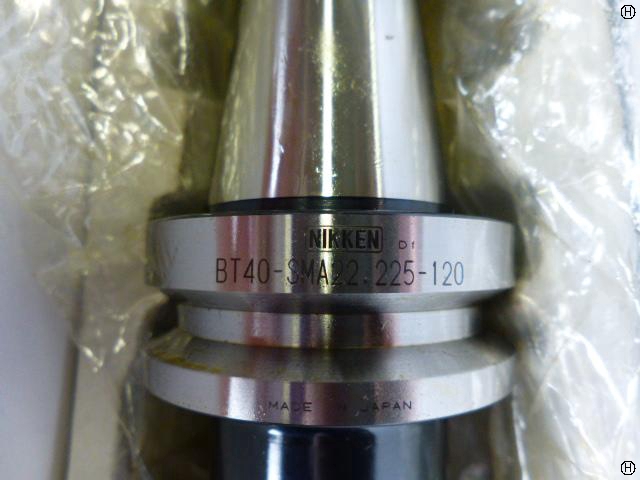 H
NIKKEN Df
BT40-SMA22.225-120
MADE IN JAPAN
H